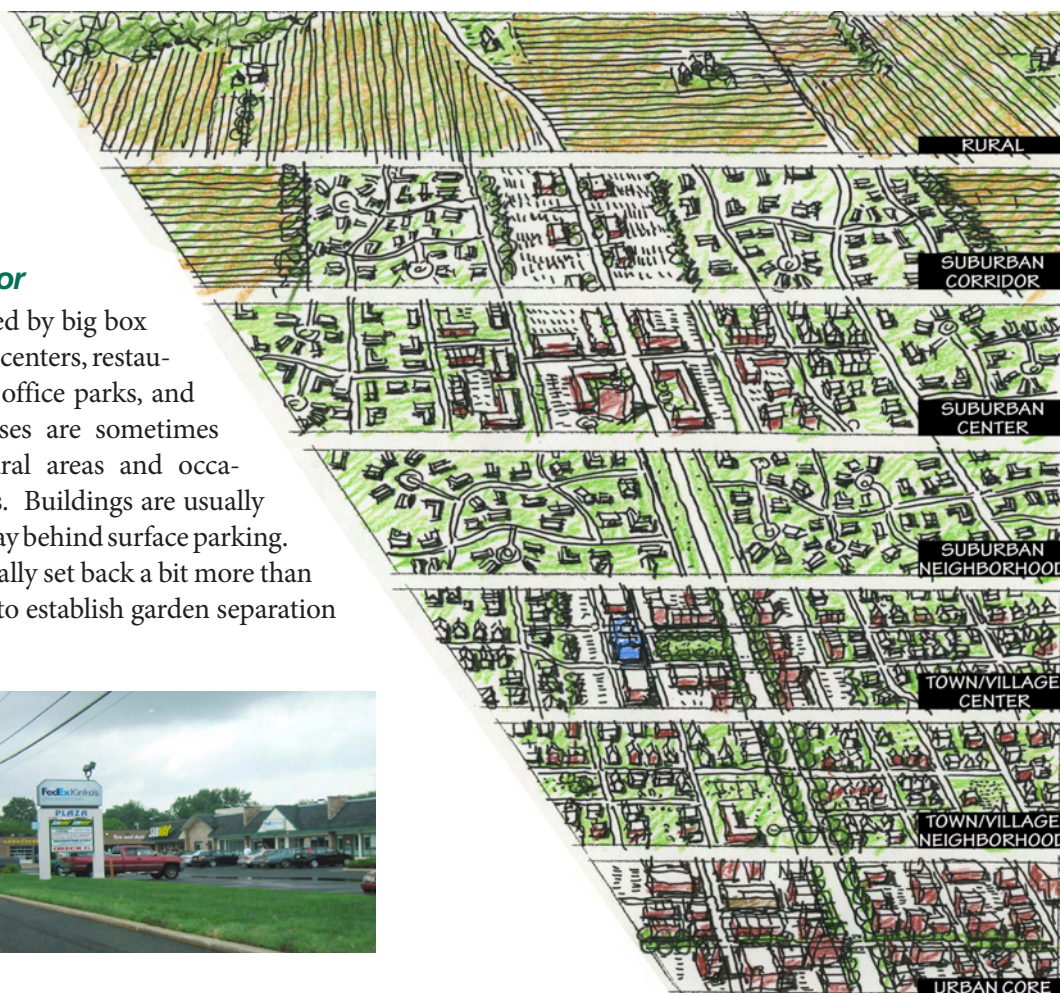 or
ed by big box
centers, restau-
office parks, and
ses are sometimes
ral areas and occa-
s. Buildings are usually
ay behind surface parking.
ally set back a bit more than
to establish garden separation
RURAL
SUBURBAN
CORRIDOR
SUBURBAN
CENTER
SUBURBAN
NEIGHBORHOOD
TOWN/VILLAGE
CENTER
TOWN/VILLAGE
NEIGHBORHOOD
URBAN CORE
FedEx Kinko's
PLAZA
SUBWAY